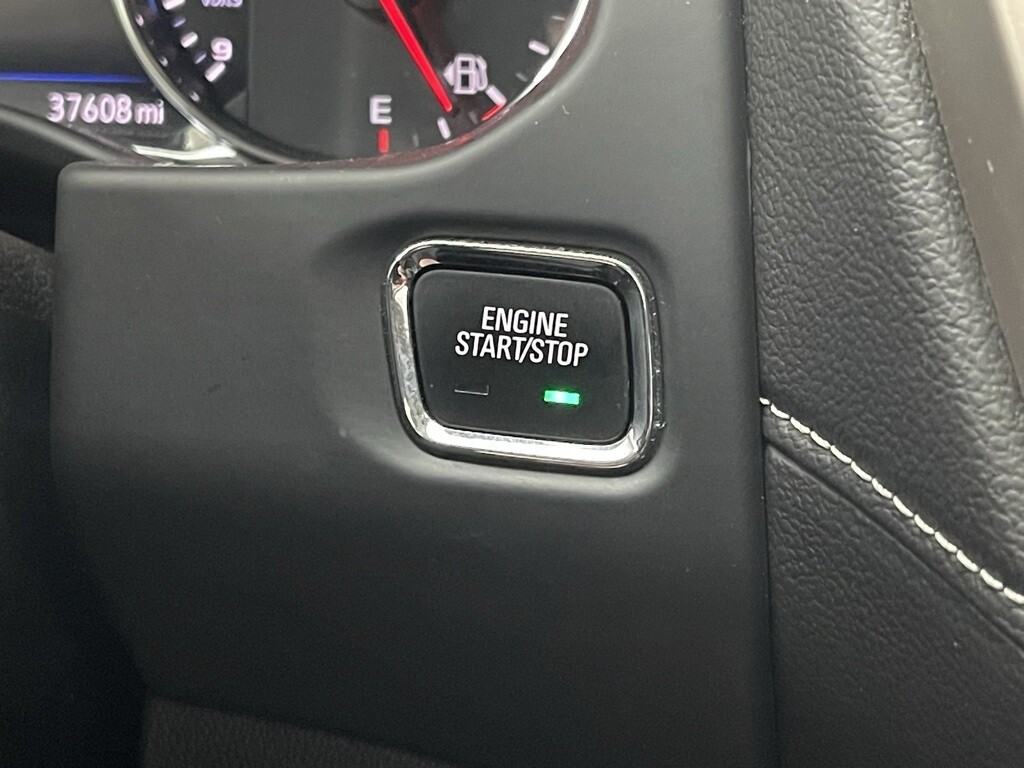 9
37608 mi
E
ENGINE
START/STOP